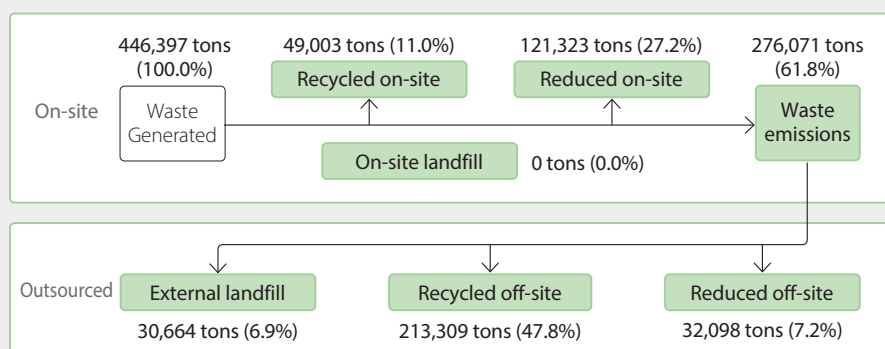 446,397 tons
(100.0%)
49,003 tons (11.0%)
121,323 tons (27.2%)
276,071 tons
(61.8%)
On-site
Waste
Generated
Recycled on-site
Reduced on-site
Waste
emissions
On-site landfill
0 tons (0.0%)
Outsourced
External landfill
Recycled off-site
Reduced off-site
30,664 tons (6.9%)
213,309 tons (47.8%)
32,098 tons (7.2%)